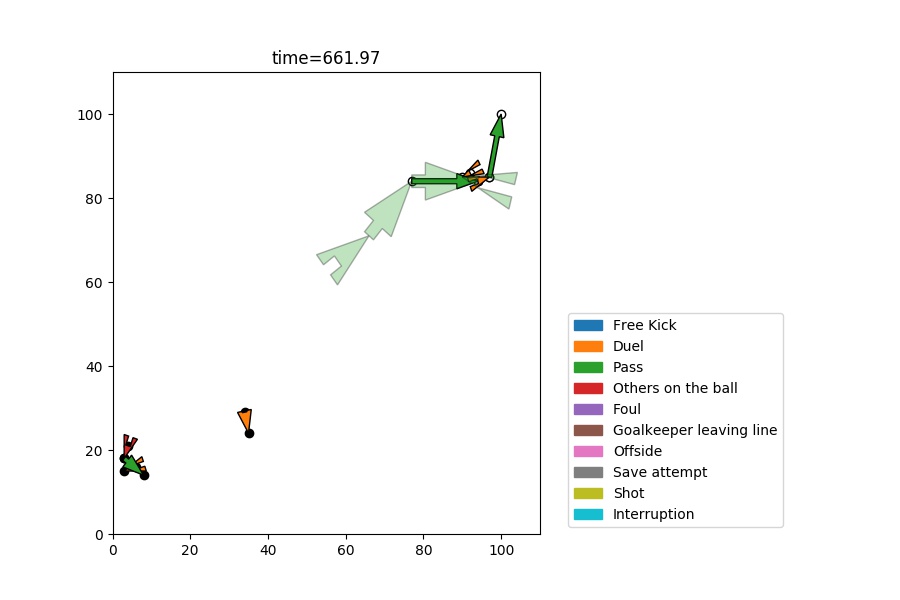 time=661.97
100
80
60
40
20
0
0 20 40 60 80 100
Free Kick
Duel
Pass
Others on the ball
Foul
Goalkeeper leaving line
Offside
Save attempt
Shot
Interruption